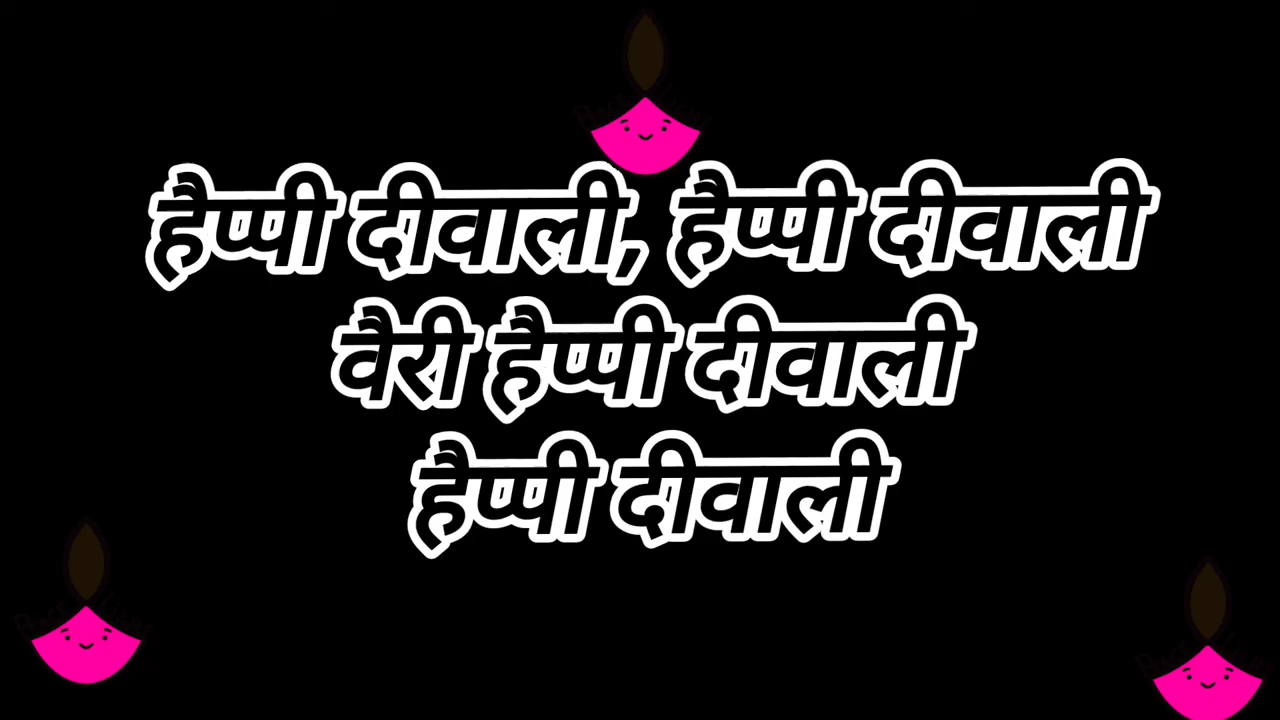 हैप्पी दीवाली, हैप्पी दीवाली
वैरी हैप्पी दीवाली
हैप्पी दीवाली